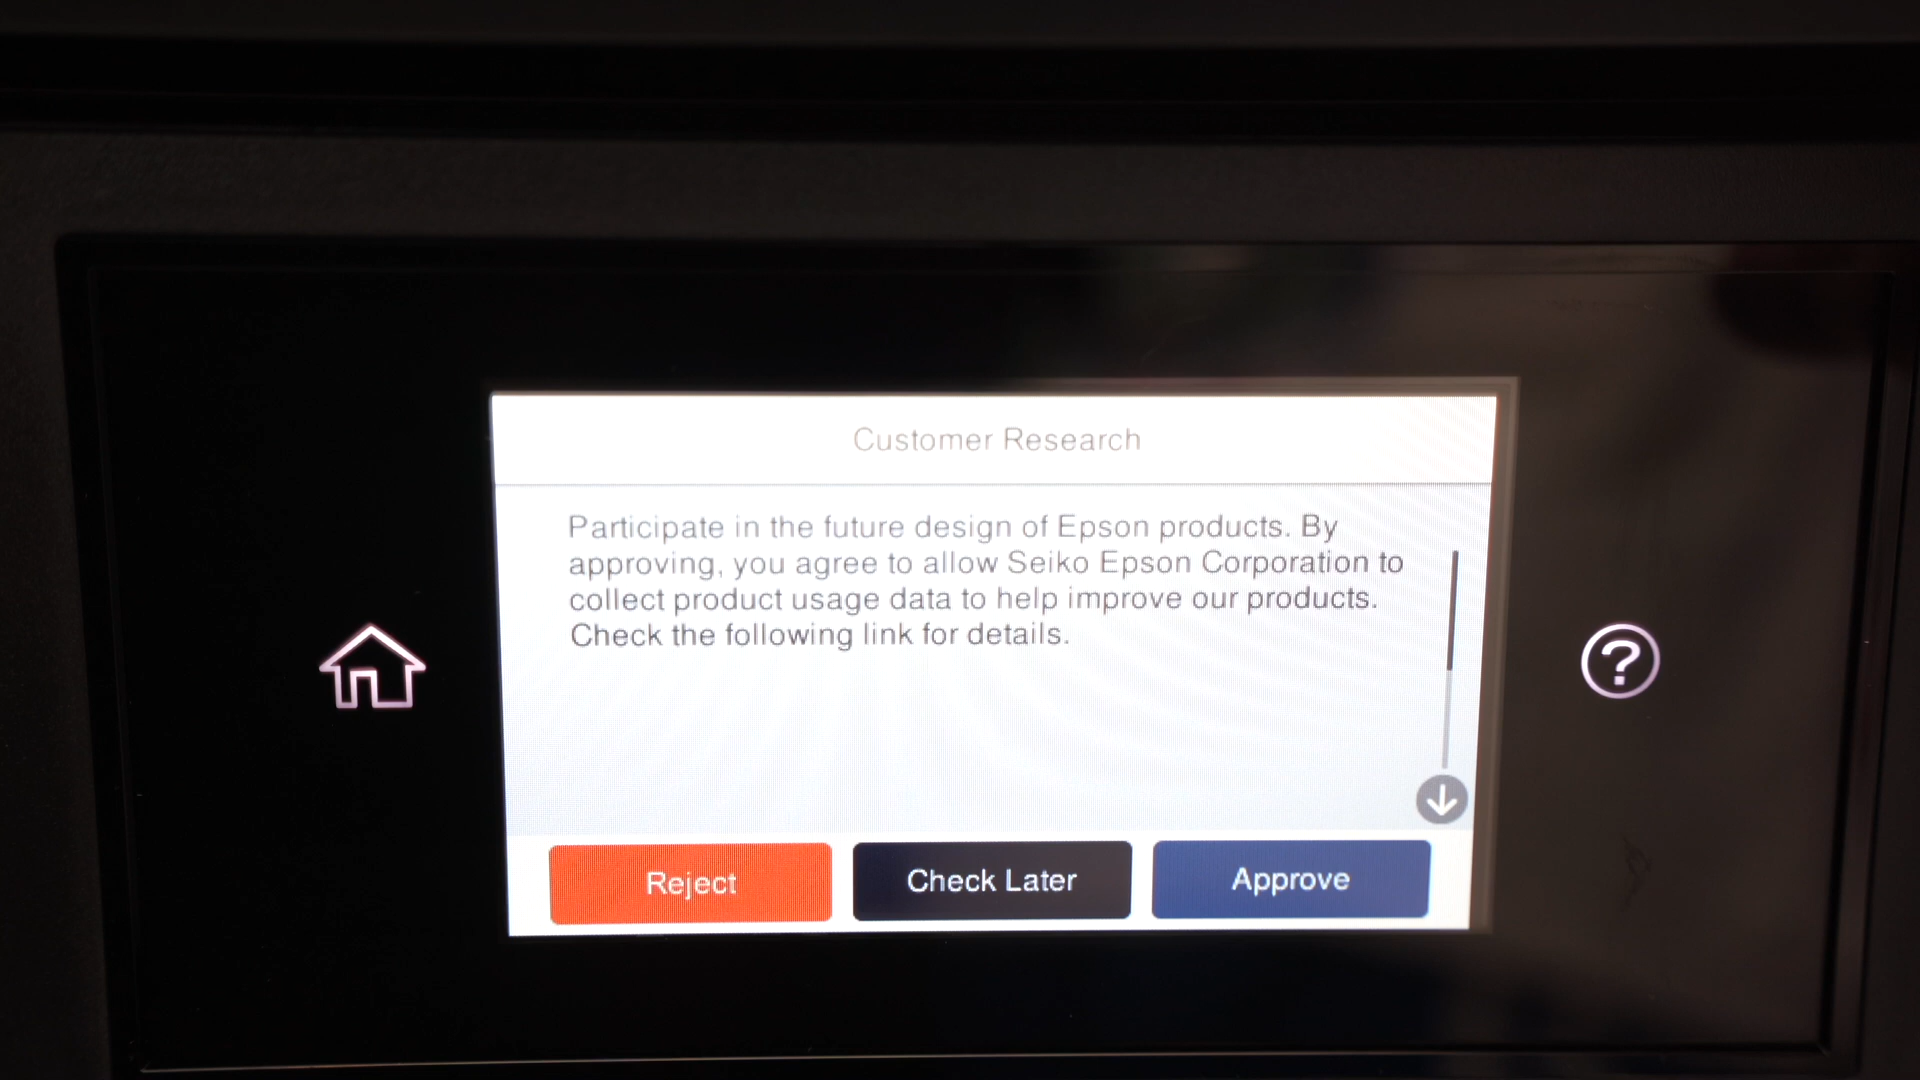 Customer Research
Participate in the future design of Epson products. By
approving, you agree to allow Seiko Epson Corporation to
collect product usage data to help improve our products.
Check the following link for details.
Reject
Check Later
Approve
?